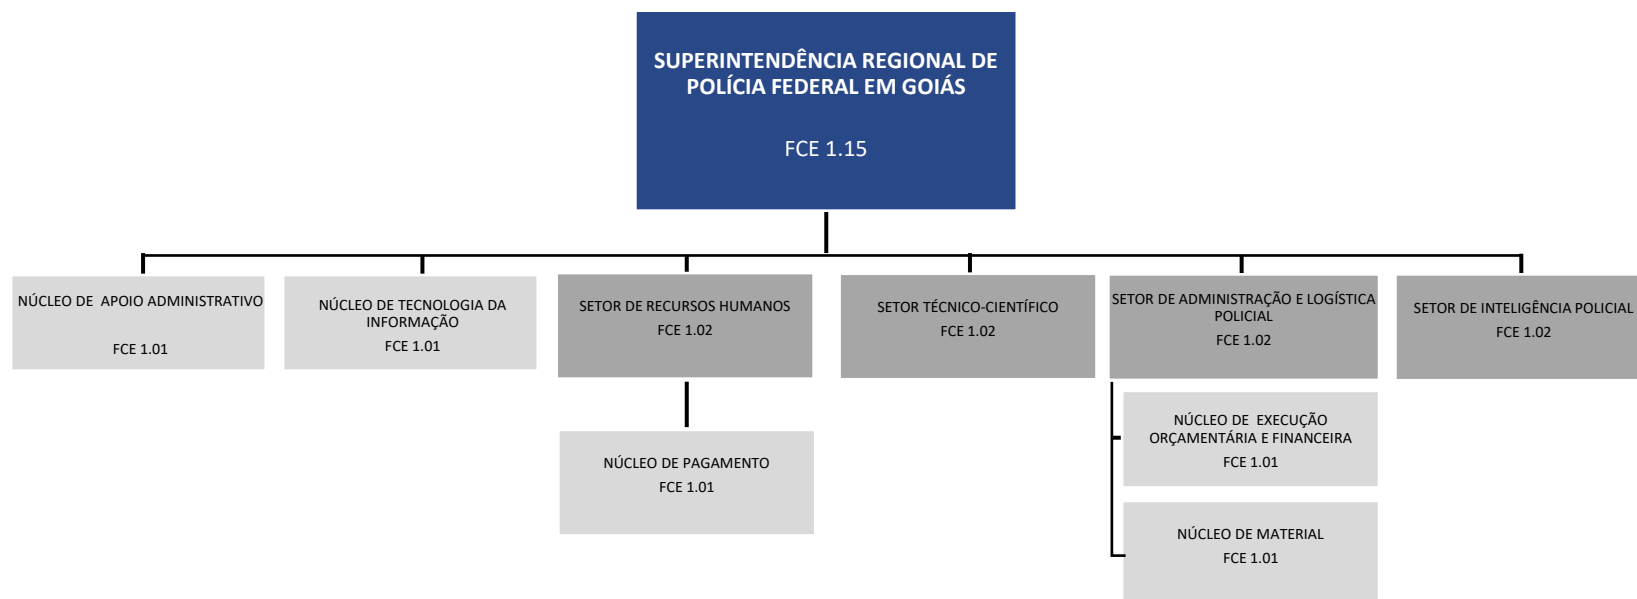 SUPERINTENDÊNCIA REGIONAL DE
POLÍCIA FEDERAL EM GOIÁS
FCE 1.15
NÚCLEO DE APOIO ADMINISTRATIVO
FCE 1.01
NÚCLEO DE TECNOLOGIA DA
INFORMAÇÃO
FCE 1.01
SETOR DE RECURSOS HUMANOS
FCE 1.02
SETOR TÉCNICO-CIENTÍFICO
FCE 1.02
SETOR DE ADMINISTRAÇÃO E LOGÍSTICA
POLICIAL
FCE 1.02
SETOR DE INTELIGÊNCIA POLICIAL
FCE 1.02
NÚCLEO DE PAGAMENTO
FCE 1.01
NÚCLEO DE EXECUÇÃO
ORÇAMENTÁRIA E FINANCEIRA
FCE 1.01
NÚCLEO DE MATERIAL
FCE 1.01